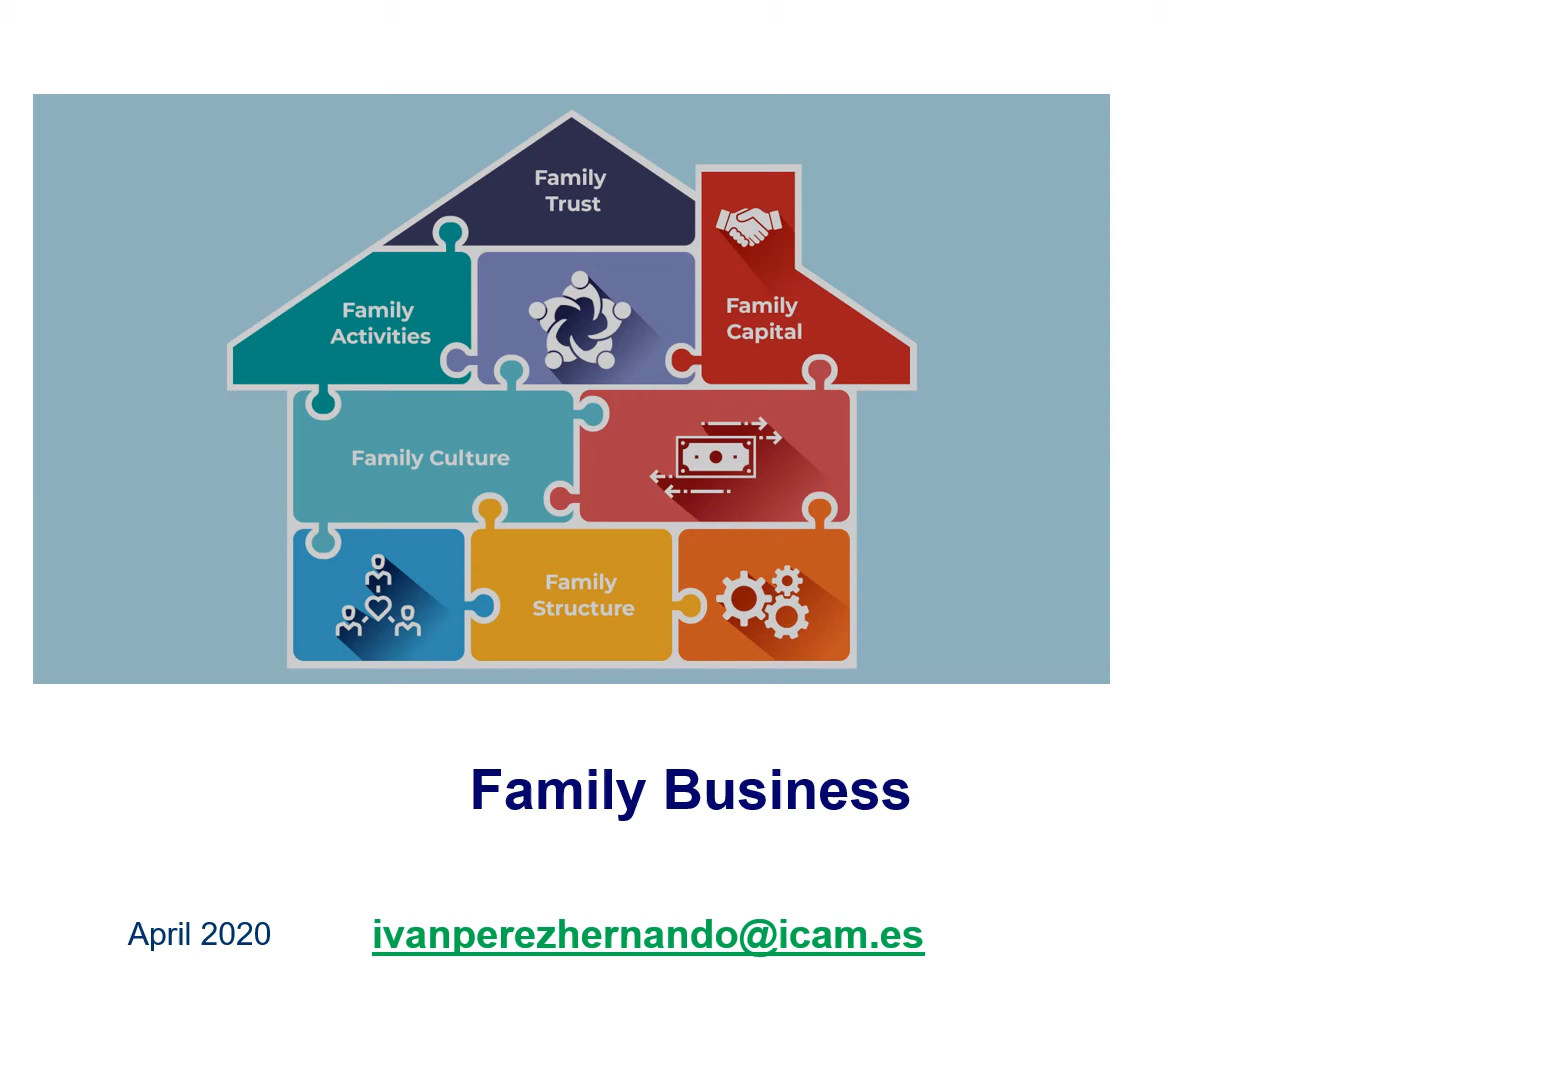 Family
Trust
Family
Activities
Family
Capital
Family Culture
Family
Structure
Family Business
April 2020
ivanperezhernando@icam.es